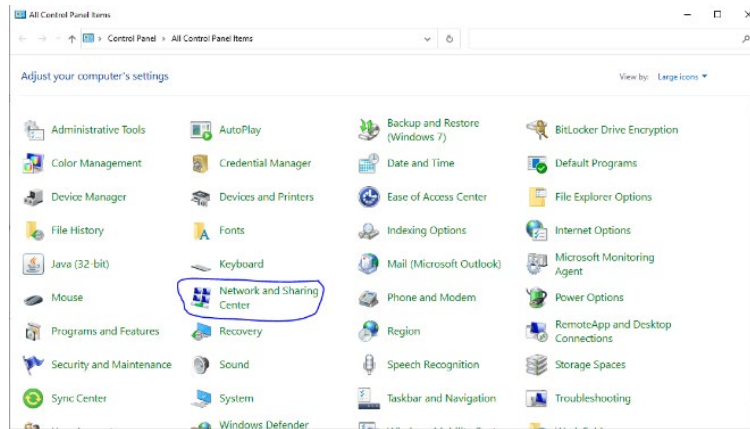 All Control Panel Items
Control Panel > All Control Panel Items
Adjust your computer's settings
View by: Large icons
Administrative Tools
AutoPlay
Backup and Restore
(Windows 7)
BitLocker Drive Encryption
Color Management
Credential Manager
Date and Time
Default Programs
Device Manager
Devices and Printers
Ease of Access Center
File Explorer Options
File History
Fonts
Indexing Options
Internet Options
Java (32-bit)
Keyboard
Mail (Microsoft Outlook)
Microsoft Monitoring
Agent
Mouse
Network and Sharing
Center
Phone and Modem
Power Options
Programs and Features
Recovery
Region
RemoteApp and Desktop
Connections
Security and Maintenance
Sound
Speech Recognition
Storage Spaces
Sync Center
System
Taskbar and Navigation
Troubleshooting
Windows Defender